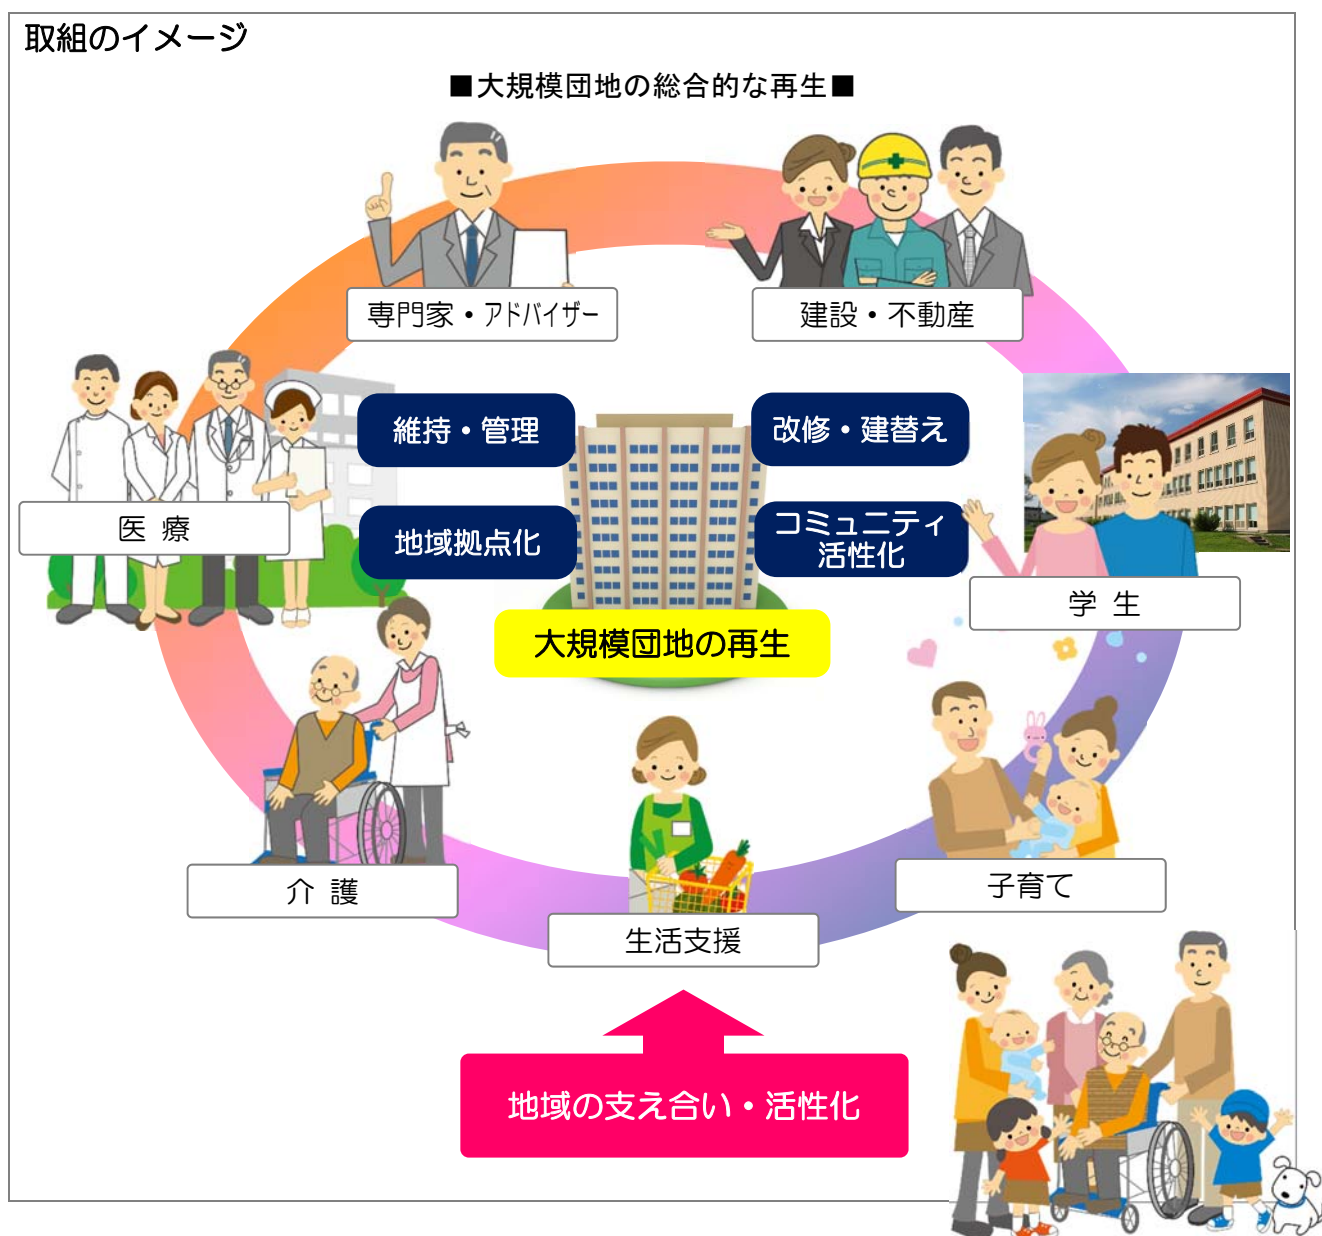 取組のイメージ
■大規模団地の総合的な再生■
専門家・アドバイザー
建設・不動産
維持・管理
改修・建替え
医 療
地域拠点化
コミュニティ
活性化
学 生
大規模団地の再生
介 護
子育て
生活支援
地域の支え合い・活性化